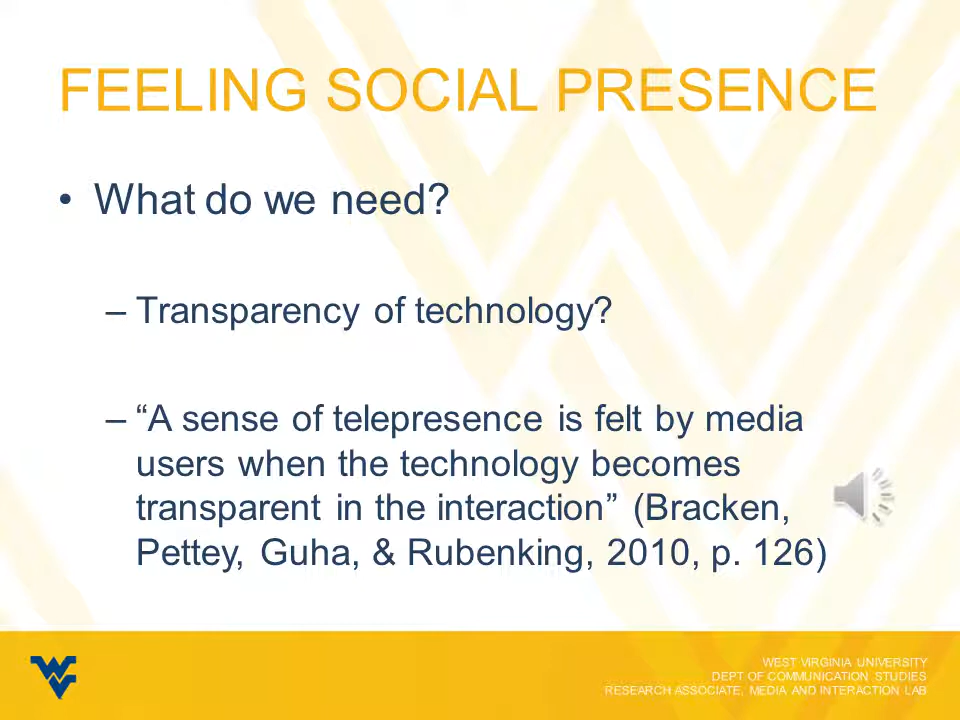 FEELING SOCIAL PRESENCE
• What do we need?
– Transparency of technology?
– “A sense of telepresence is felt by media
users when the technology becomes
transparent in the interaction” (Bracken,
Pettey, Guha, & Rubenking, 2010, p. 126)
WEST VIRGINIA UNIVERSITY
DEPT OF COMMUNICATION STUDIES
RESEARCH ASSOCIATE, MEDIA AND INTERACTION LAB